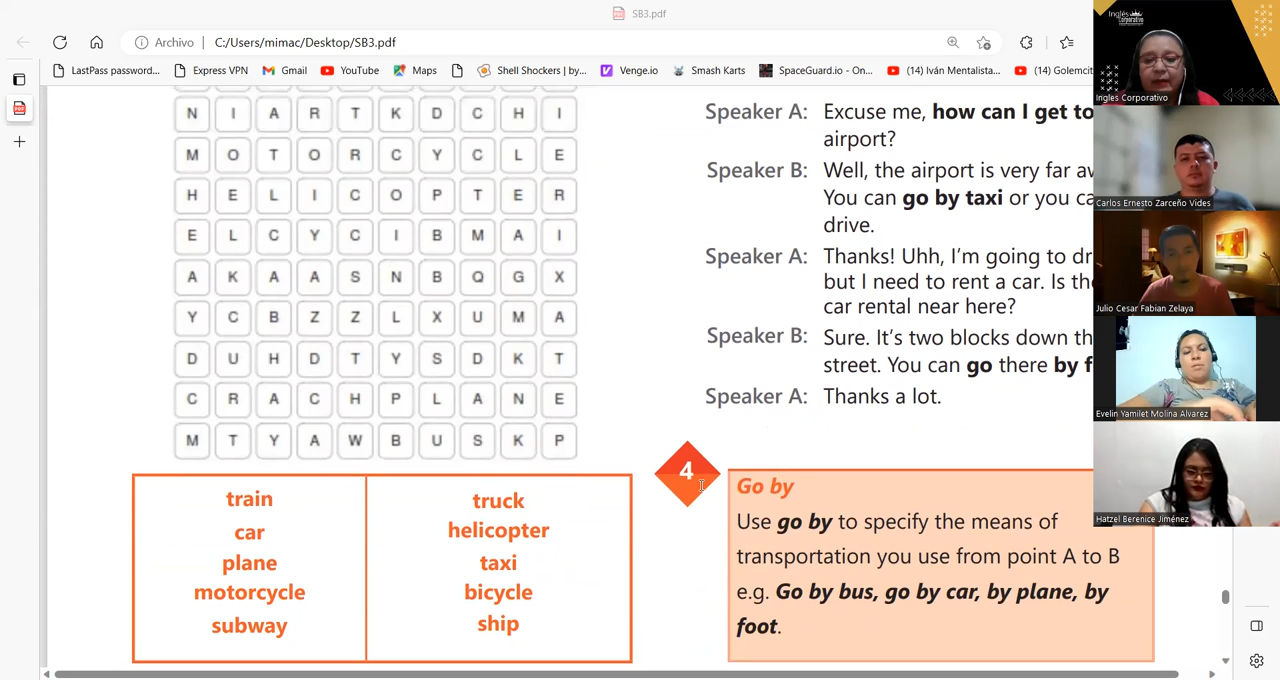 SB3.pdf
Archivo | C:/Users/mimac/Desktop/SB3.pdf
LastPass password... Express VPN Gmail YouTube Maps Shell Shockers | by... Venge.io Smash Karts SpaceGuard.io - On... (14) Iván Mentalista... (14) Golemcit
N I A R T K D C H I
M O T O R C Y C L E
H E L I C O P T E R
E L C Y C I B M A I
A K A A S N B Q G X
Y C B Z Z L X U M A
D U H D T Y S D K T
C R A C H P L A N E
M T Y A W B U S K P
train
car
plane
motorcycle
subway
truck
helicopter
taxi
bicycle
ship
Speaker A: Excuse me, how can I get to
airport?
Speaker B: Well, the airport is very far aw
You can go by taxi or you ca
drive.
Speaker A: Thanks! Uhh, I'm going to dr
but I need to rent a car. Is the
car rental near here?
Speaker B: Sure. It's two blocks down th
street. You can go there by f
Speaker A: Thanks a lot.
4
Go by
Use go by to specify the means of
transportation you use from point A to B
e.g. Go by bus, go by car, by plane, by
foot.
Inglés
Corporativo
Ingles Corporativo
Carlos Ernesto Zarceño Vides
Julio Cesar Fabian Zelaya
Evelin Yamilet Molina Alvarez
Hatzel Berenice Jiménez